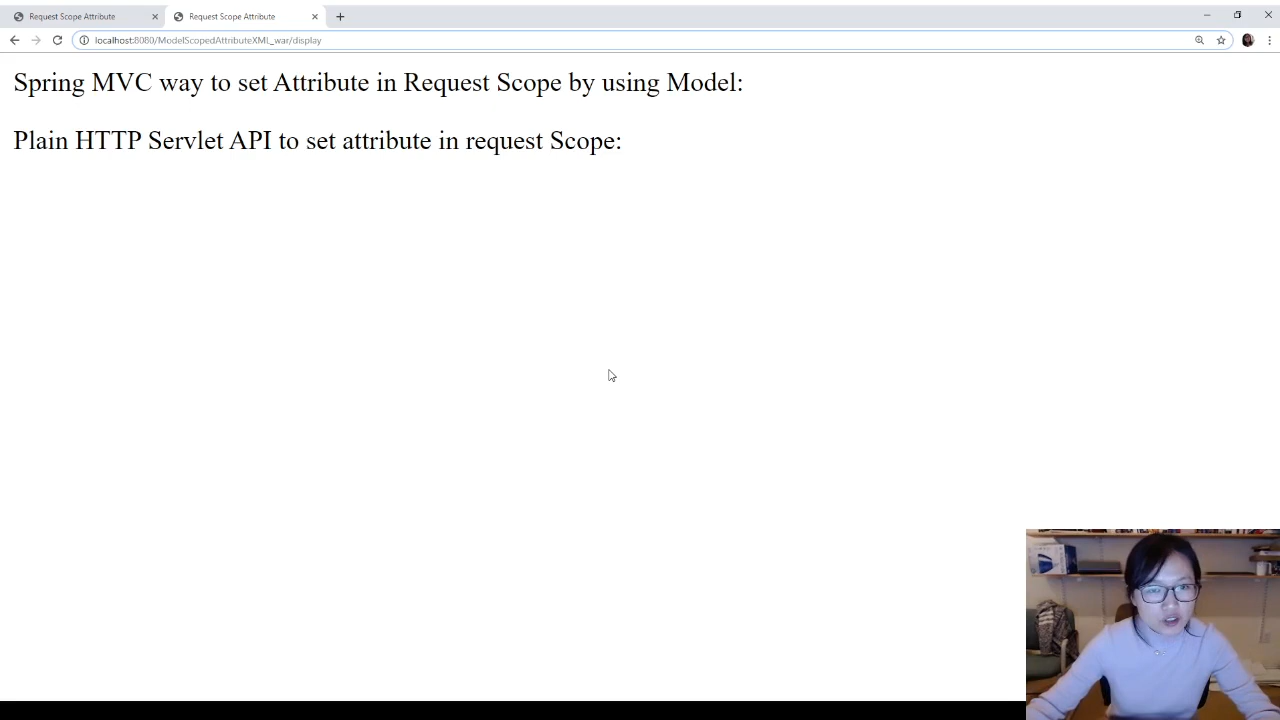 Request Scope Attribute
Request Scope Attribute
localhost:8080/ModelScopedAttributeXML_war/display
Spring MVC way to set Attribute in Request Scope by using Model:
Plain HTTP Servlet API to set attribute in request Scope: